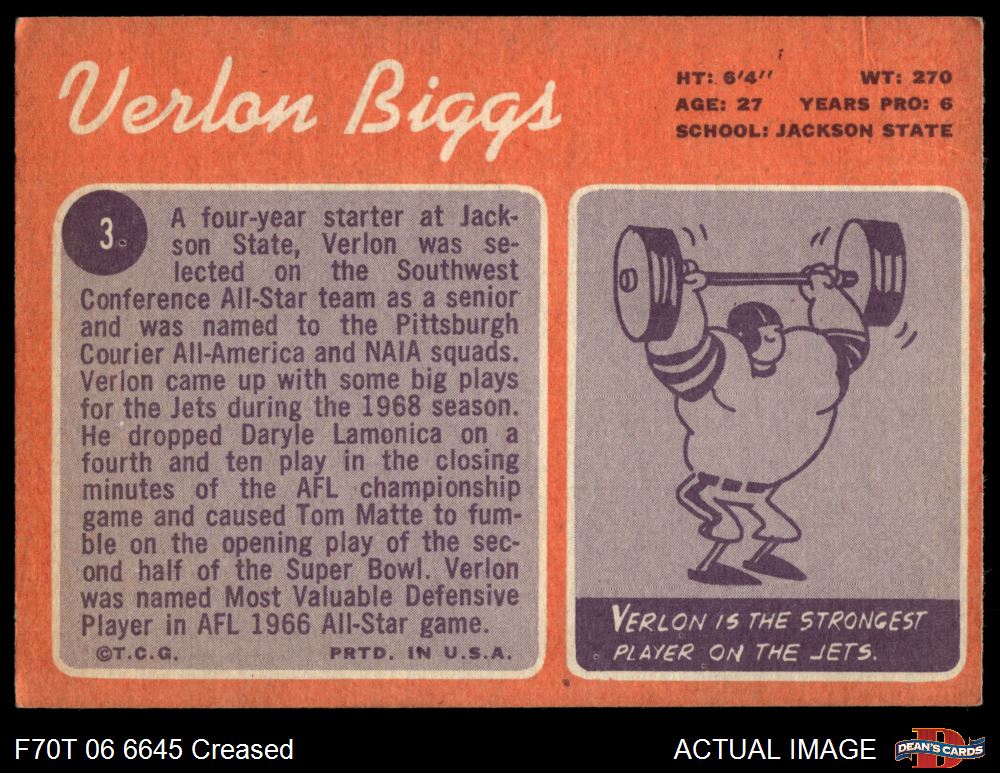 Verlon Biggs
HT: 6'4" WT: 270
AGE: 27 YEARS PRO: 6
SCHOOL: JACKSON STATE
3
A four-year starter at Jack-
son State, Verlon was se-
lected on the Southwest
Conference All-Star team as a senior
and was named to the Pittsburgh
Courier All-America and NAIA squads.
Verlon came up with some big plays
for the Jets during the 1968 season.
He dropped Daryle Lamonica on a
fourth and ten play in the closing
minutes of the AFL championship
game and caused Tom Matte to fum-
ble on the opening play of the sec-
ond half of the Super Bowl. Verlon
was named Most Valuable Defensive
Player in AFL 1966 All-Star game.
©T.C.G. PRTD. IN U.S.A.
VERLON IS THE STRONGEST
PLAYER ON THE JETS.
F70T 06 6645 Creased
ACTUAL IMAGE
D
DEAN'S CARDS